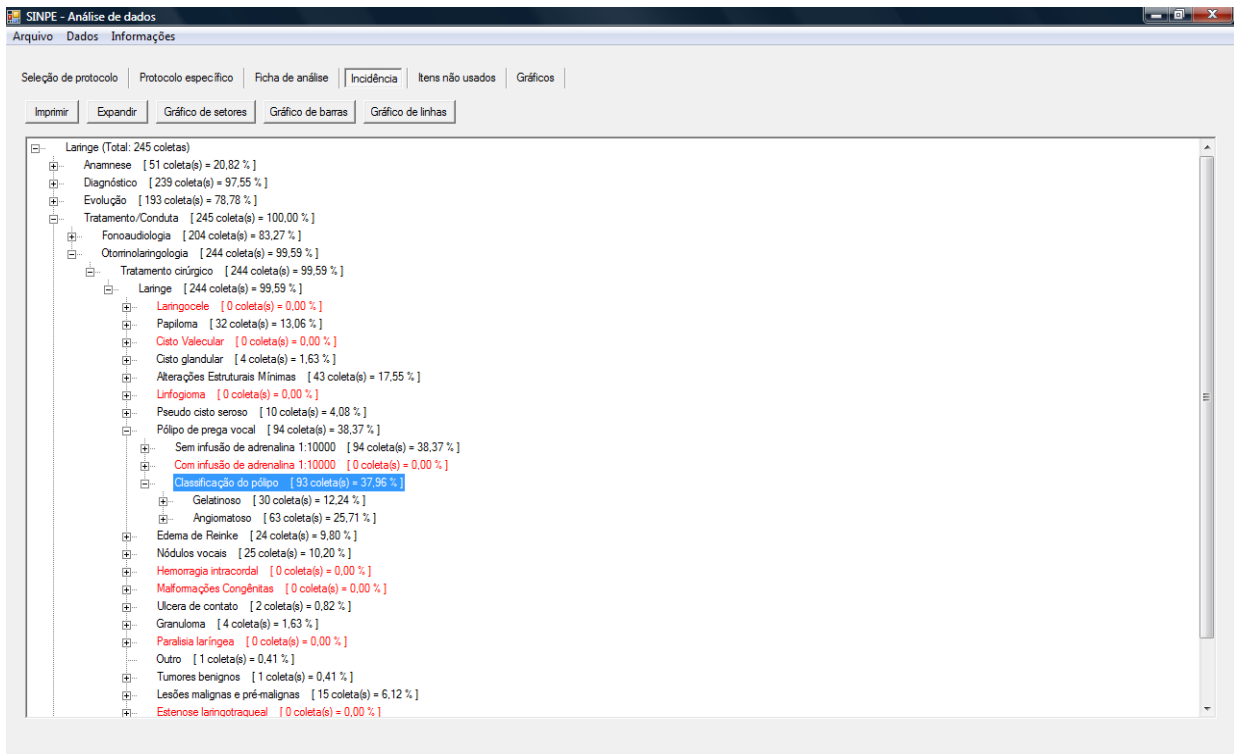 SINPE - Análise de dados
Arquivo Dados Informações
Seleção de protocolo Protocolo específico Ficha de análise Incidência Itens não usados Gráficos
Imprimir Expandir Gráfico de setores Gráfico de barras Gráfico de linhas
Laringe (Total: 245 coletas)
Anamnese [ 51 coleta(s) = 20,82 % ]
Diagnóstico [ 239 coleta(s) = 97,55 % ]
Evolução [ 193 coleta(s) = 78,78 % ]
Tratamento/Conduta [ 245 coleta(s) = 100,00 % ]
Fonoaudiologia [ 204 coleta(s) = 83,27 % ]
Otorrinolaringologia [ 244 coleta(s) = 99,59 % ]
Tratamento cirúrgico [ 244 coleta(s) = 99,59 % ]
Laringe [ 244 coleta(s) = 99,59 % ]
Laringocele [ 0 coleta(s) = 0,00 % ]
Papiloma [ 32 coleta(s) = 13,06 % ]
Cisto Valecular [ 0 coleta(s) = 0,00 % ]
Cisto glandular [ 4 coleta(s) = 1,63 % ]
Alterações Estruturais Mínimas [ 43 coleta(s) = 17,55 % ]
Linfogioma [ 0 coleta(s) = 0,00 % ]
Pseudo cisto seroso [ 10 coleta(s) = 4,08 % ]
Pólipo de prega vocal [ 94 coleta(s) = 38,37 % ]
Sem infusão de adrenalina 1:10000 [ 94 coleta(s) = 38,37 % ]
Com infusão de adrenalina 1:10000 [ 0 coleta(s) = 0,00 % ]
Classificação do pólipo [ 93 coleta(s) = 37,96 % ]
Gelatinoso [ 30 coleta(s) = 12,24 % ]
Angiomatoso [ 63 coleta(s) = 25,71 % ]
Edema de Reinke [ 24 coleta(s) = 9,80 % ]
Nódulos vocais [ 25 coleta(s) = 10,20 % ]
Hemorragia intracordal [ 0 coleta(s) = 0,00 % ]
Malformações Congênitas [ 0 coleta(s) = 0,00 % ]
Ulcera de contato [ 2 coleta(s) = 0,82 % ]
Granuloma [ 4 coleta(s) = 1,63 % ]
Paralisia laríngea [ 0 coleta(s) = 0,00 % ]
Outro [ 1 coleta(s) = 0,41 % ]
Tumores benignos [ 1 coleta(s) = 0,41 % ]
Lesões malignas e pré-malignas [ 15 coleta(s) = 6,12 % ]
Estenose laringotraqueal [ 0 coleta(s) = 0,00 % ]